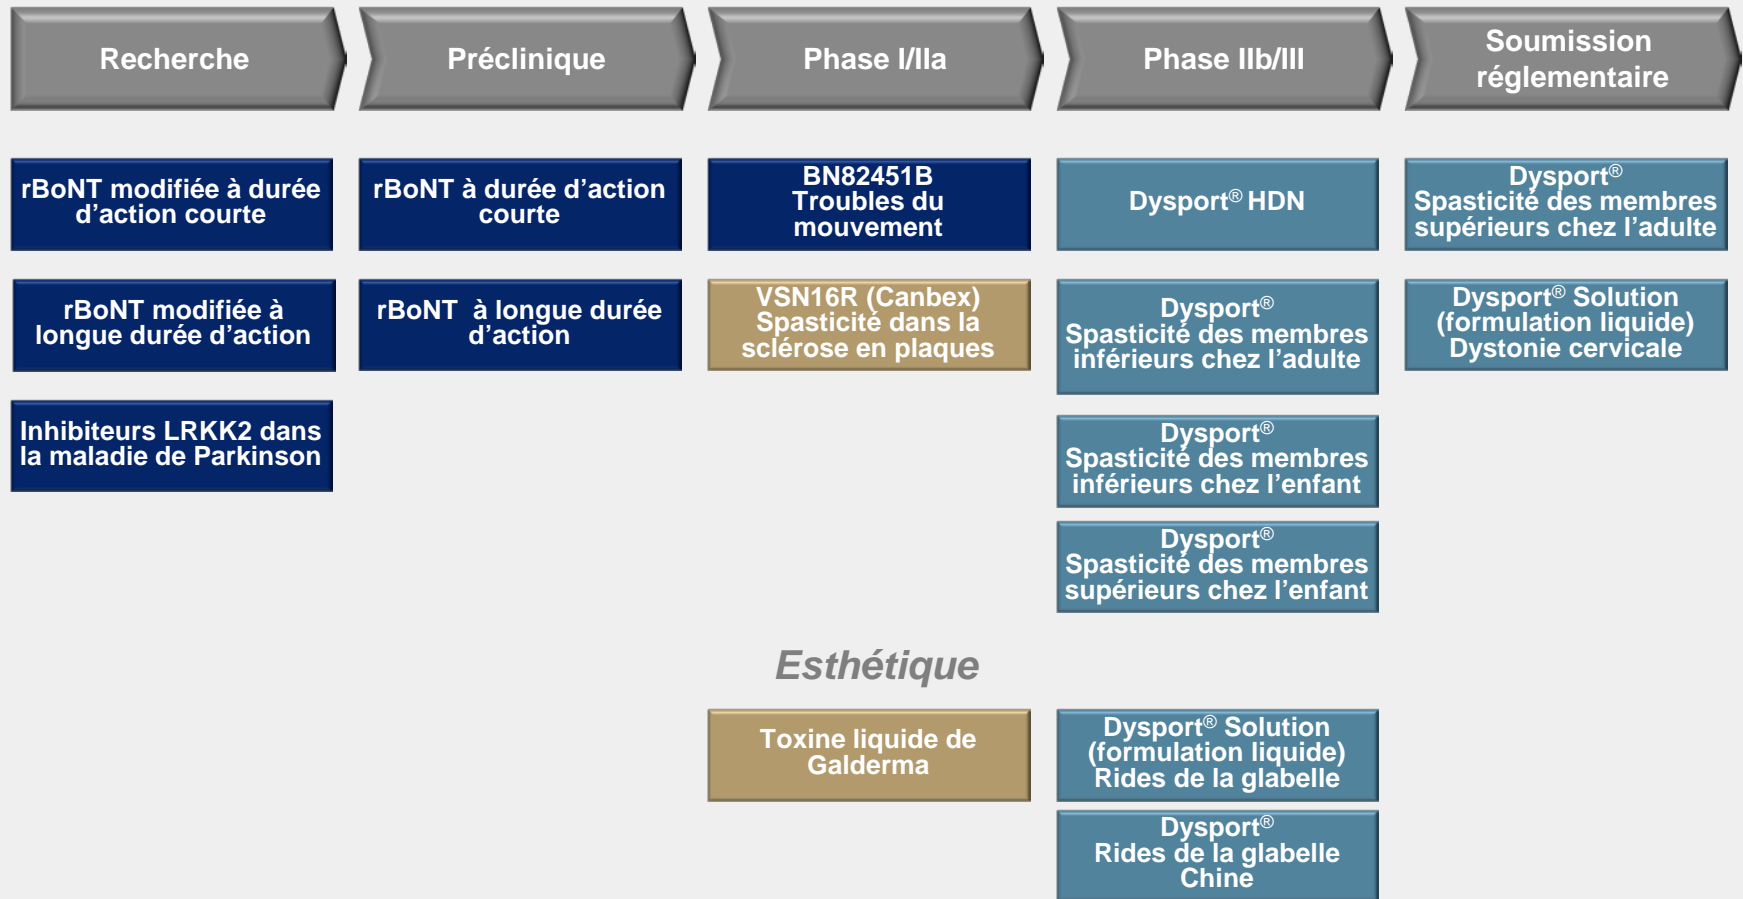 Recherche
Préclinique
Phase I/IIa
Phase IIb/III
Soumission
réglementaire
rBoNT modifiée à durée
d’action courte
rBoNT à durée d’action
courte
BN82451B
Troubles du
mouvement
Dysport® HDN
Dysport®
Spasticité des membres
supérieurs chez l’adulte
rBoNT modifiée à
longue durée d’action
rBoNT à longue durée
d’action
VSN16R (Canbex)
Spasticité dans la
sclérose en plaques
Dysport®
Spasticité des membres
inférieurs chez l’adulte
Dysport® Solution
(formulation liquide)
Dystonie cervicale
Inhibiteurs LRKK2 dans
la maladie de Parkinson
Dysport®
Spasticité des membres
inférieurs chez l’enfant
Dysport®
Spasticité des membres
supérieurs chez l’enfant
Esthétique
Toxine liquide de
Galderma
Dysport® Solution
(formulation liquide)
Rides de la glabelle
Dysport®
Rides de la glabelle
Chine